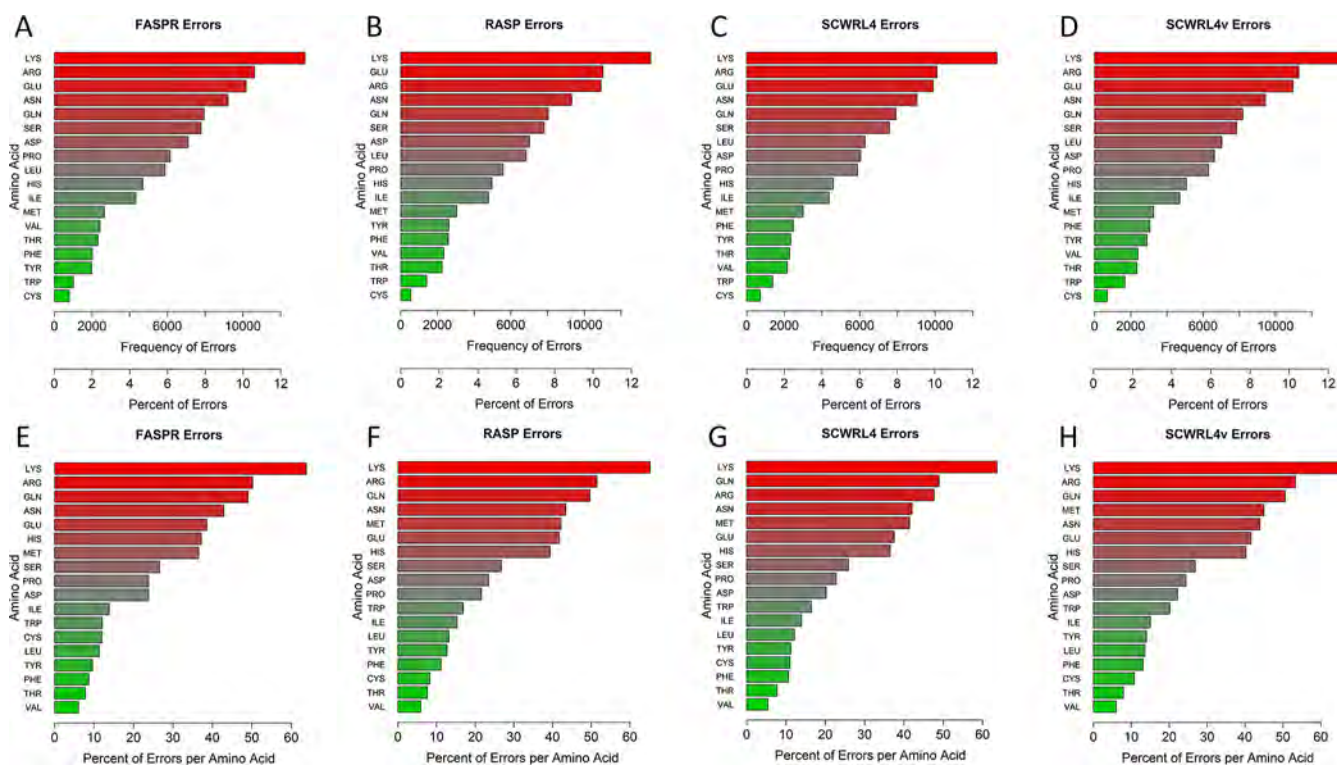 A FASPR Errors
Amino Acid
LYS
ARG
GLU
ASN
GLN
SER
ASP
PRO
LEU
HIS
ILE
MET
VAL
THR
PHE
TYR
TRP
CYS
0 2000 6000 10000
Frequency of Errors
0 2 4 6 8 10 12
Percent of Errors
B RASP Errors
Amino Acid
LYS
GLU
ARG
ASN
GLN
SER
ASP
LEU
PRO
HIS
ILE
MET
TYR
PHE
VAL
THR
TRP
CYS
0 2000 6000 10000
Frequency of Errors
0 2 4 6 8 10 12
Percent of Errors
C SCWRL4 Errors
Amino Acid
LYS
ARG
GLU
ASN
GLN
SER
LEU
ASP
PRO
HIS
ILE
MET
PHE
TYR
THR
VAL
TRP
CYS
0 2000 6000 10000
Frequency of Errors
0 2 4 6 8 10 12
Percent of Errors
D SCWRL4v Errors
Amino Acid
LYS
ARG
GLU
ASN
GLN
SER
LEU
ASP
PRO
HIS
ILE
MET
PHE
TYR
VAL
THR
TRP
CYS
0 2000 6000 10000
Frequency of Errors
0 2 4 6 8 10 12
Percent of Errors
E FASPR Errors
Amino Acid
LYS
ARG
GLN
ASN
GLU
HIS
MET
SER
PRO
ASP
ILE
TRP
CYS
LEU
TYR
PHE
THR
VAL
0 10 20 30 40 50 60
Percent of Errors per Amino Acid
F RASP Errors
Amino Acid
LYS
ARG
GLN
ASN
MET
GLU
HIS
SER
ASP
PRO
TRP
ILE
LEU
TYR
PHE
CYS
THR
VAL
0 10 20 30 40 50 60
Percent of Errors per Amino Acid
G SCWRL4 Errors
Amino Acid
LYS
GLN
ARG
ASN
MET
GLU
HIS
SER
PRO
ASP
TRP
ILE
LEU
TYR
CYS
PHE
THR
VAL
0 10 20 30 40 50 60
Percent of Errors per Amino Acid
H SCWRL4v Errors
Amino Acid
LYS
ARG
GLN
MET
ASN
GLU
HIS
SER
PRO
ASP
TRP
ILE
TYR
LEU
PHE
CYS
THR
VAL
0 10 20 30 40 50 60
Percent of Errors per Amino Acid